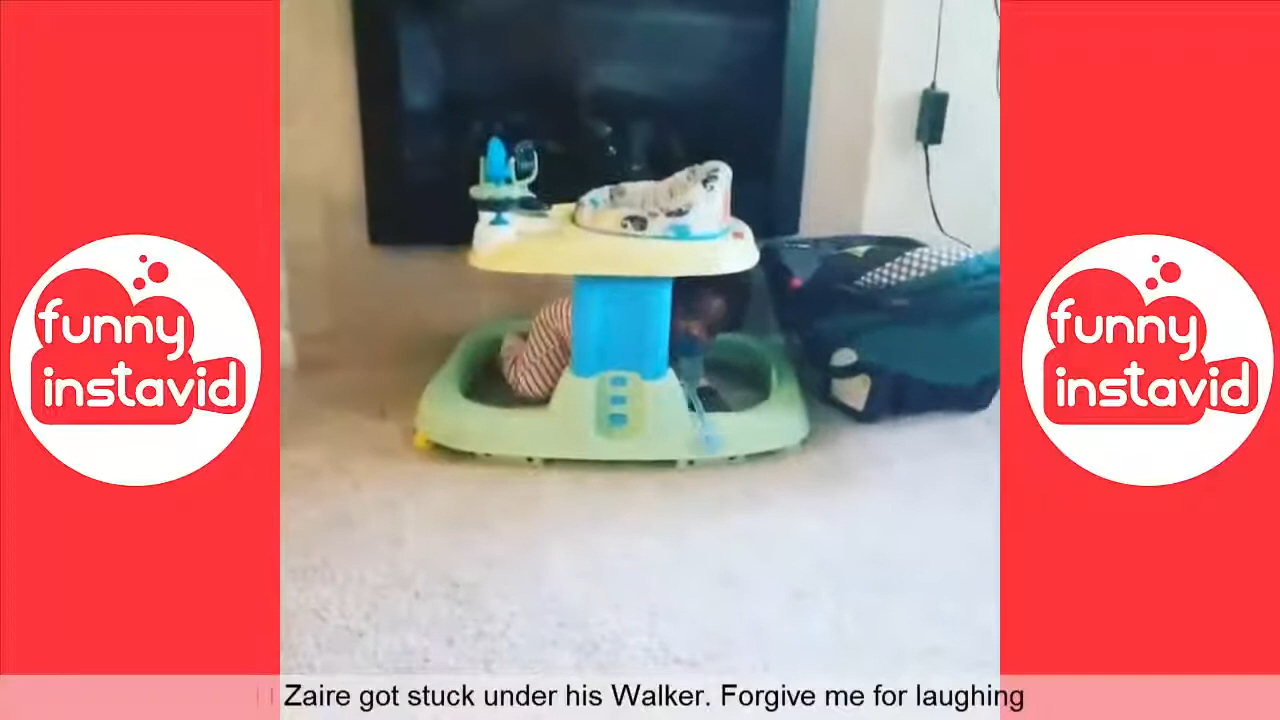 funny
instavid
funny
instavid
Zaire got stuck under his Walker. Forgive me for laughing